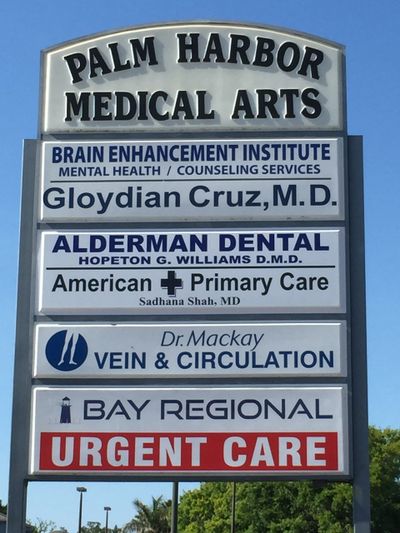 PALM HARBOR
MEDICAL ARTS
BRAIN ENHANCEMENT INSTITUTE
MENTAL HEALTH / COUNSELING SERVICES
Gloydian Cruz, M.D.
ALDERMAN DENTAL
HOPETON G. WILLIAMS D.M.D.
American Primary Care
Sadhana Shah, MD
Dr. Mackay
VEIN & CIRCULATION
BAY REGIONAL
URGENT CARE